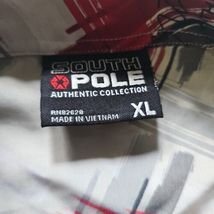 SOUTH
POLE
AUTHENTIC COLLECTION
RN82628
MADE IN VIETNAM
XL